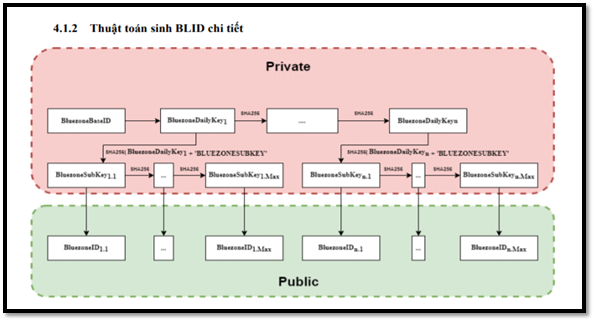 4.1.2 Thuật toán sinh BLID chi tiết
Private
BluezoneBaseID
BluezoneDailyKey1
SHA256
....
SHA256
BluezoneDailyKeyn
SHA256( BluezoneDailyKey1 + 'BLUEZONESUBKEY'
SHA256( BluezoneDailyKeyn + 'BLUEZONESUBKEY'
BluezoneSubKey1.1
SHA256
...
SHA256
BluezoneSubKey1.Max
BluezoneSubKeyn.1
SHA256
...
SHA256
BluezoneSubKeyn.Max
BluezoneID1.1
...
BluezoneID1.Max
BluezoneIDn.1
...
BluezoneIDn.Max
Public